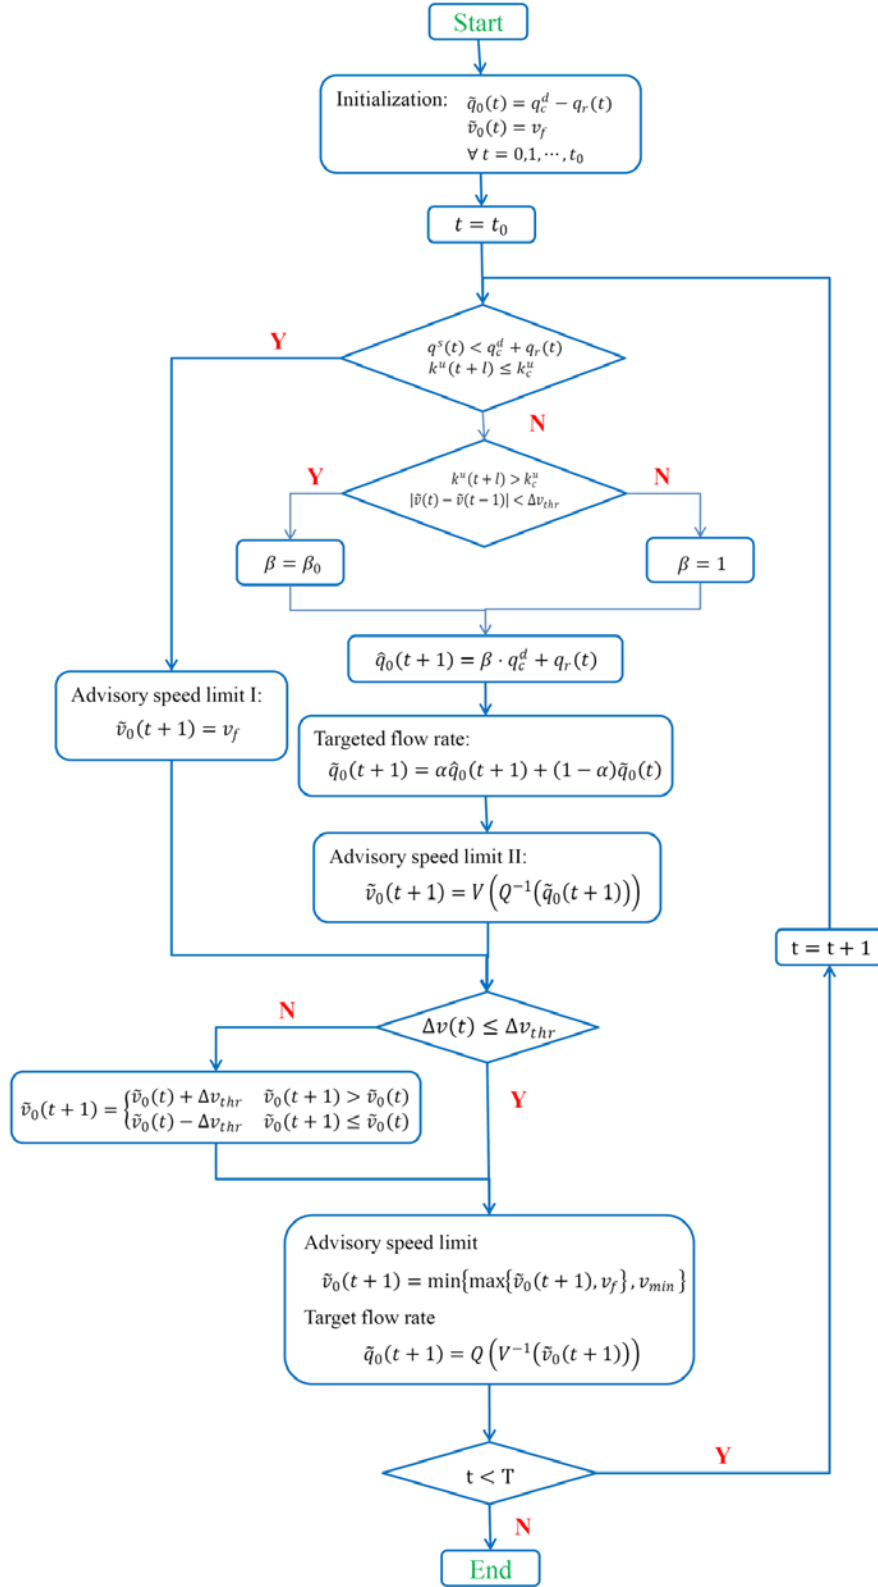 Start
Initialization: q̃₀(t) = q_c^d − q_r(t)
ṽ₀(t) = v_f
∀ t = 0,1,⋯,t₀
t = t₀
q^s(t) < q_c^d + q_r(t)
k^u(t + l) ≤ k_c^u
Y
N
k^u(t + l) > k_c^u
|ṽ(t) − ṽ(t − 1)| < Δv_thr
Y
N
β = β₀
β = 1
q̂₀(t + 1) = β · q_c^d + q_r(t)
Advisory speed limit I:
ṽ₀(t + 1) = v_f
Targeted flow rate:
q̃₀(t + 1) = αq̂₀(t + 1) + (1 − α)q̃₀(t)
Advisory speed limit II:
ṽ₀(t + 1) = V(Q⁻¹(q̃₀(t + 1)))
t = t + 1
Δv(t) ≤ Δv_thr
N
Y
ṽ₀(t + 1) = {ṽ₀(t) + Δv_thr ṽ₀(t + 1) > ṽ₀(t)
ṽ₀(t) − Δv_thr ṽ₀(t + 1) ≤ ṽ₀(t)
Advisory speed limit
ṽ₀(t + 1) = min{max{ṽ₀(t + 1), v_f}, v_min}
Target flow rate
q̃₀(t + 1) = Q(V⁻¹(ṽ₀(t + 1)))
t < T
Y
N
End